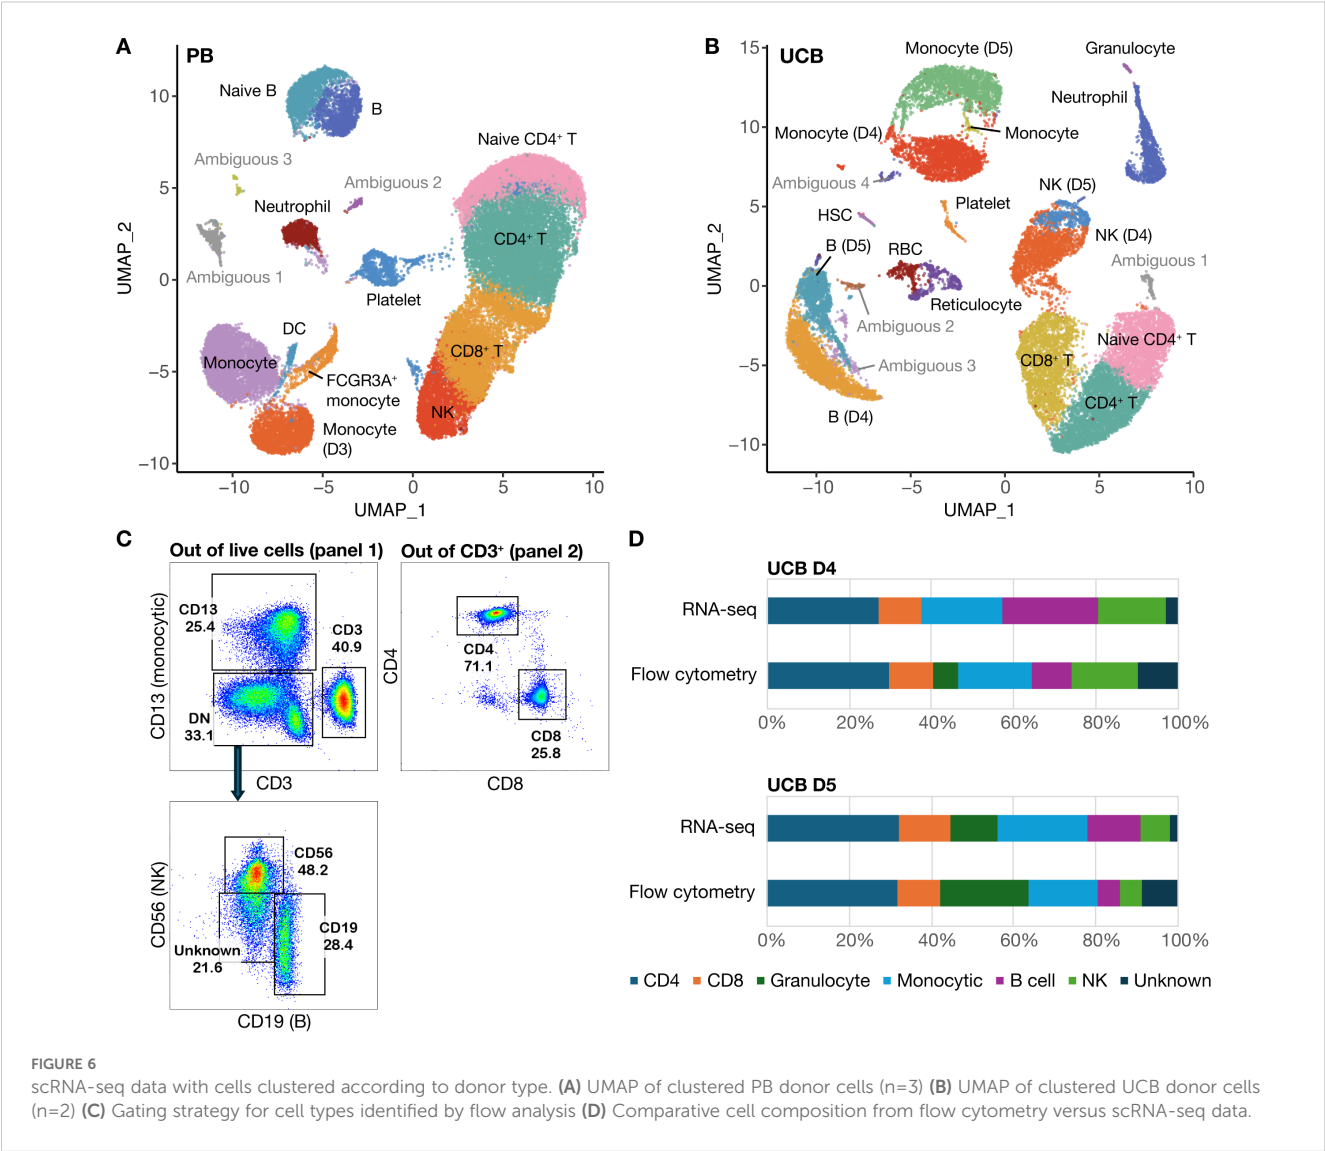 A
PB
Naive B
B
Ambiguous 3
Ambiguous 2
Neutrophil
Ambiguous 1
Platelet
Naive CD4⁺ T
CD4⁺ T
CD8⁺ T
NK
DC
Monocyte
FCGR3A⁺
monocyte
Monocyte
(D3)
10
5
0
−5
−10
UMAP_2
−10
−5
0
5
10
UMAP_1
B
UCB
Monocyte (D5)
Granulocyte
Neutrophil
Monocyte (D4)
Monocyte
Ambiguous 4
NK (D5)
HSC
Platelet
NK (D4)
B (D5)
RBC
Ambiguous 1
Reticulocyte
Ambiguous 2
Naive CD4⁺ T
CD8⁺ T
Ambiguous 3
CD4⁺ T
B (D4)
15
10
5
0
−5
−10
UMAP_2
−10
−5
0
5
10
UMAP_1
C
Out of live cells (panel 1)
CD13
25.4
CD3
40.9
DN
33.1
CD13 (monocytic)
CD3
Out of CD3⁺ (panel 2)
CD4
71.1
CD8
25.8
CD4
CD8
CD56
48.2
CD19
28.4
Unknown
21.6
CD56 (NK)
CD19 (B)
D
UCB D4
RNA-seq
Flow cytometry
0% 20% 40% 60% 80% 100%
UCB D5
RNA-seq
Flow cytometry
0% 20% 40% 60% 80% 100%
CD4 CD8 Granulocyte Monocytic B cell NK Unknown
FIGURE 6
scRNA-seq data with cells clustered according to donor type. (A) UMAP of clustered PB donor cells (n=3) (B) UMAP of clustered UCB donor cells
(n=2) (C) Gating strategy for cell types identified by flow analysis (D) Comparative cell composition from flow cytometry versus scRNA-seq data.